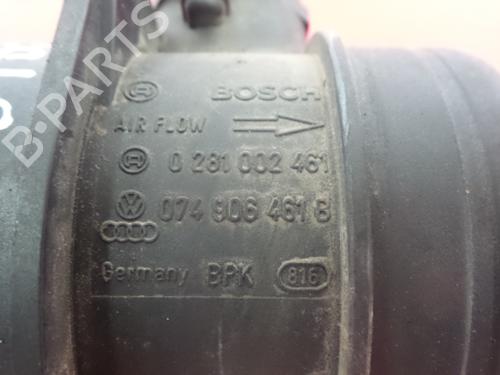 BOSCH
AIR FLOW
0 281 002 461
074 906 461 B
Germany BPK 816
B-PARTS